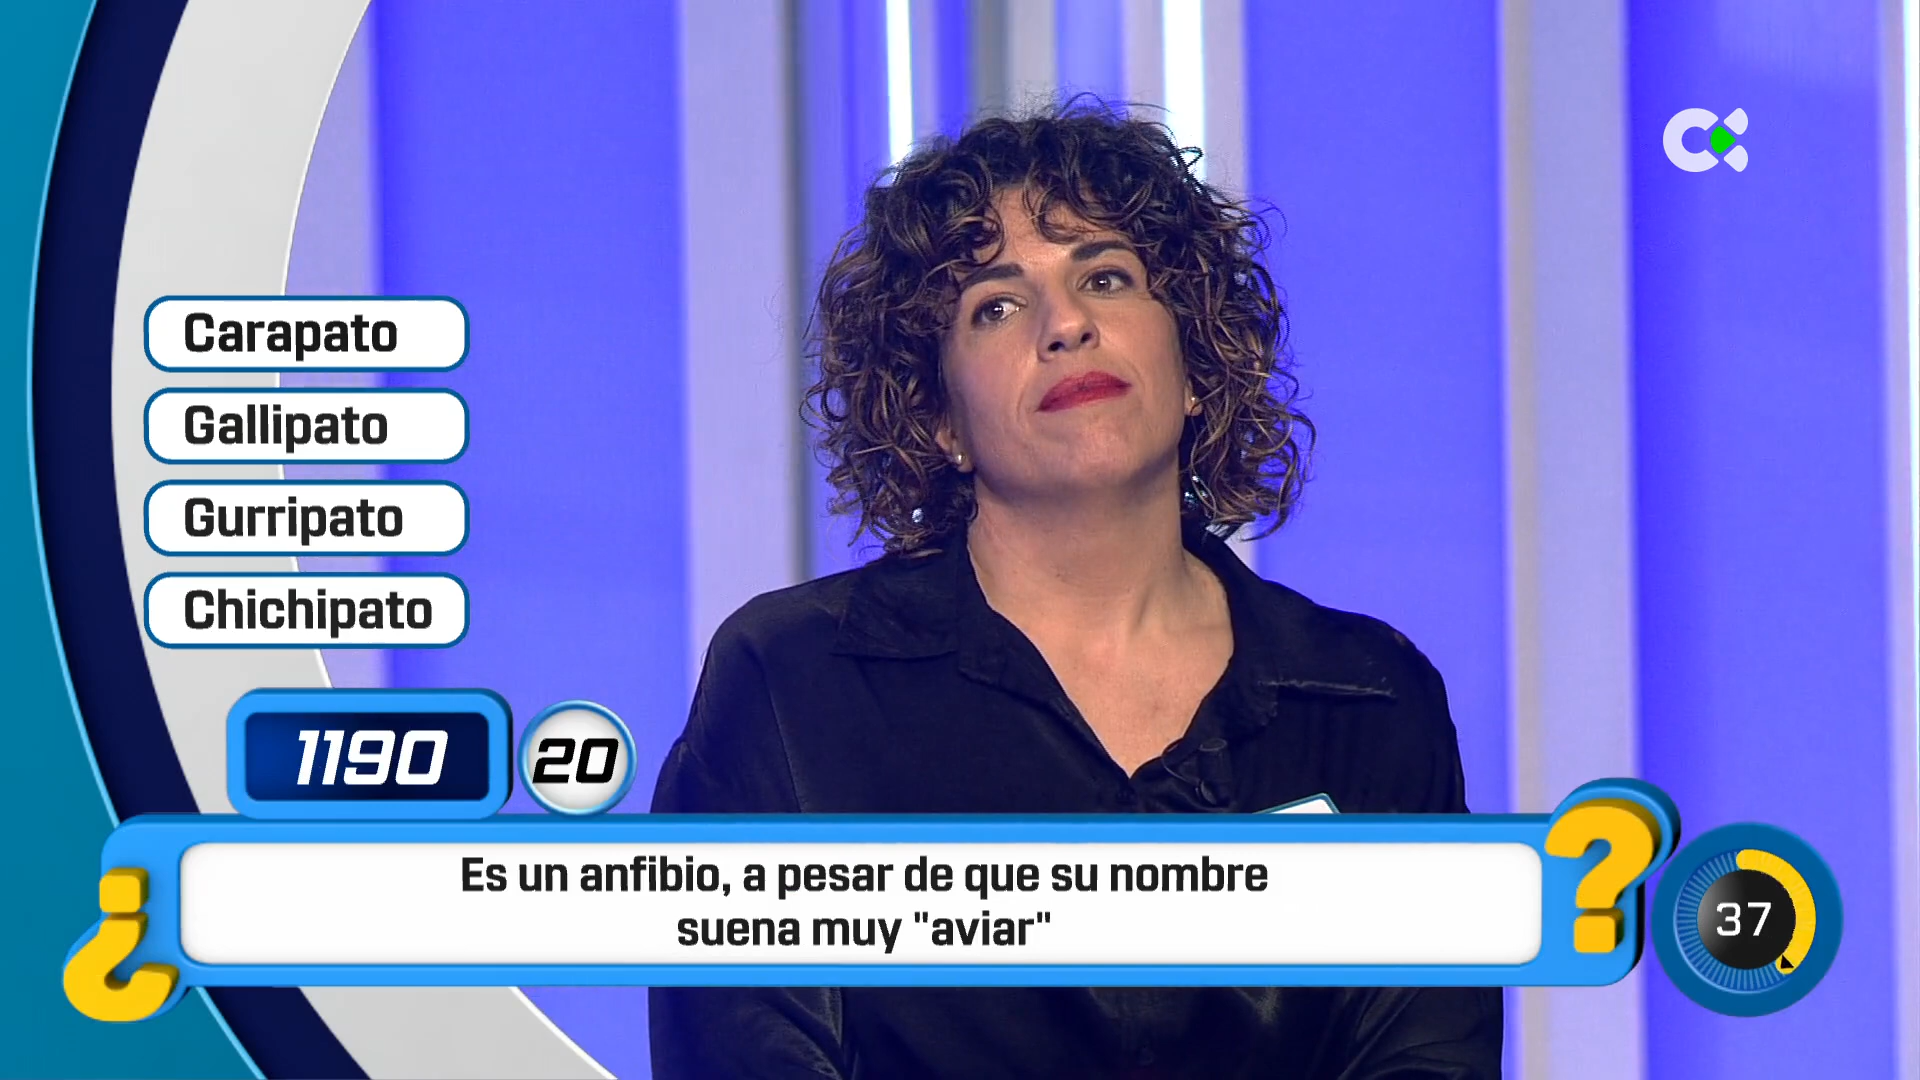 Carapato
Gallipato
Gurripato
Chichipato
1190
20
Es un anfibio, a pesar de que su nombre
suena muy "aviar"
¿
?
37